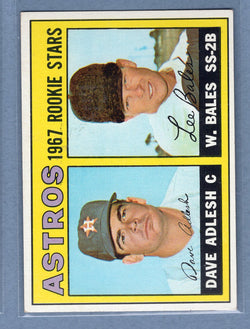 ASTROS
1967 ROOKIE STARS
Lee Bales
W. BALES SS-2B
H
Dave Adlesh
DAVE ADLESH C